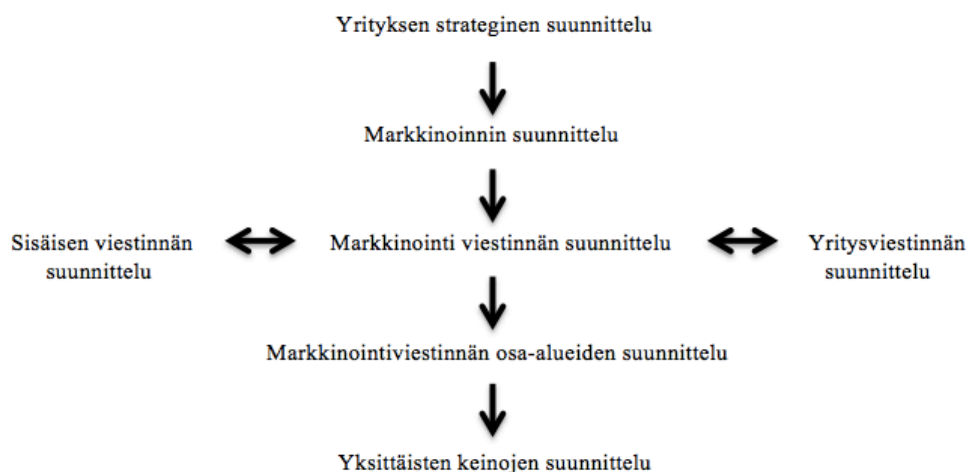 Yrityksen strateginen suunnittelu
Markkinoinnin suunnittelu
Sisäisen viestinnän
suunnittelu
Markkinointi viestinnän suunnittelu
Yritysviestinnän
suunnittelu
Markkinointiviestinnän osa-alueiden suunnittelu
Yksittäisten keinojen suunnittelu